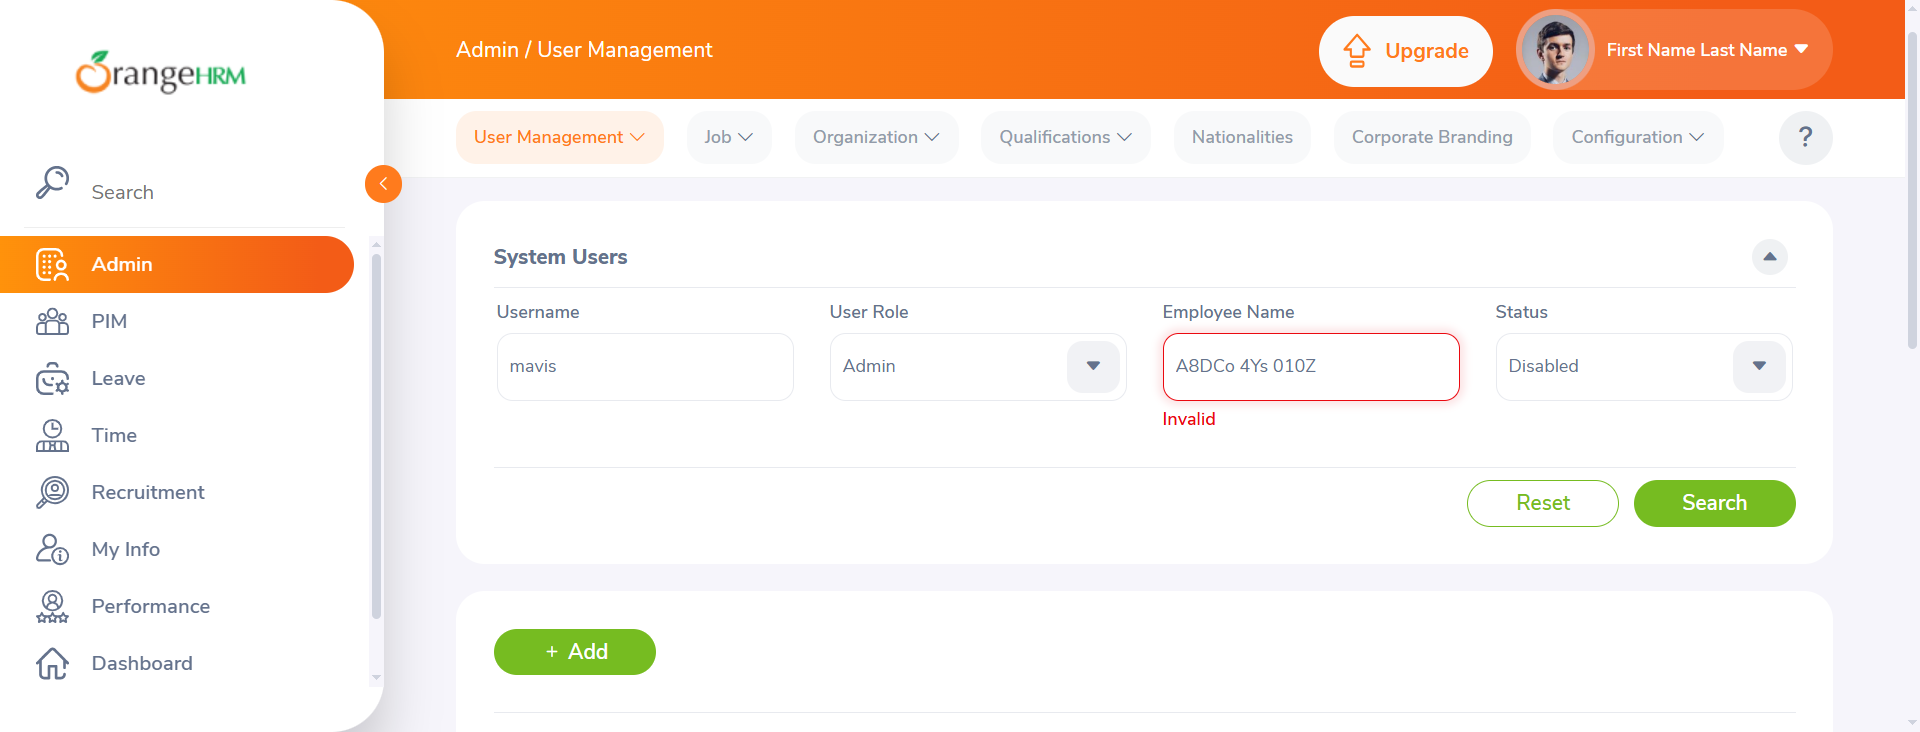 OrangeHRM
Admin / User Management
Upgrade
First Name Last Name
User Management
Job
Organization
Qualifications
Nationalities
Corporate Branding
Configuration
?
Search
Admin
PIM
Leave
Time
Recruitment
My Info
Performance
Dashboard
System Users
Username
User Role
Employee Name
Status
mavis
Admin
A8DCo 4Ys 010Z
Disabled
Invalid
Reset
Search
+ Add